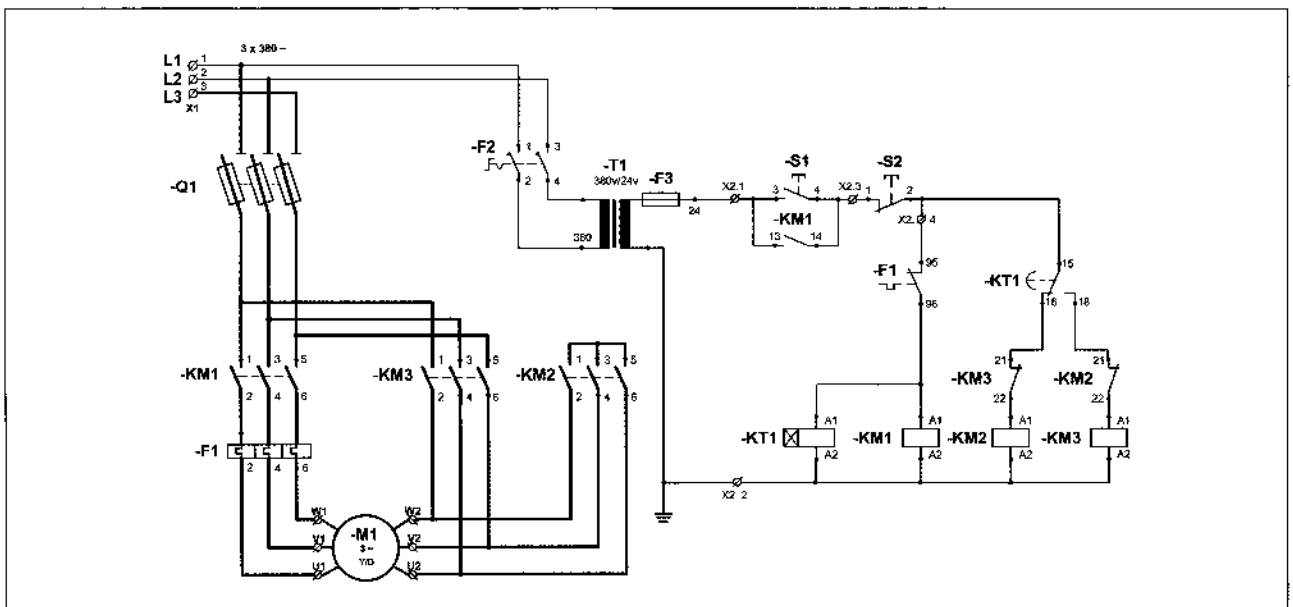 3 x 380~
L1 1
L2 2
L3 3
X1
-Q1
-F2
1 3
2 4
-T1
380v/24v
380
-F3
24
X2.1
-S1
3 4
-KM1
13 14
X2.3
-S2
1 2
X2. 4
-F1
95
96
-KT1
15
16 18
-KM1
1 3 5
2 4 6
-KM3
1 3 5
2 4 6
-KM2
1 3 5
2 4 6
-KM3
21
22
-KM2
21
22
-F1
2 4 6
-KT1
A1
A2
-KM1
A1
A2
-KM2
A1
A2
-KM3
A1
A2
X2 2
W1 W2
V1 V2
U1 U2
-M1
3~
Y/D